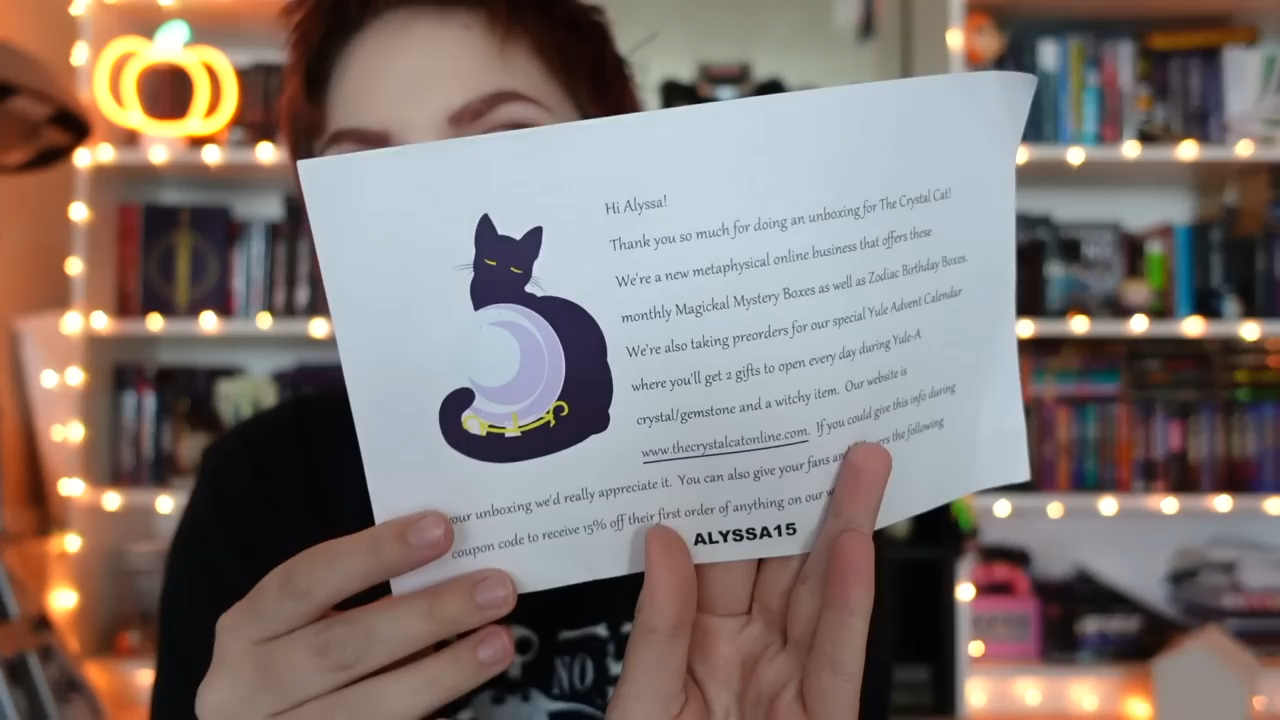 Hi Alyssa!
Thank you so much for doing an unboxing for The Crystal Cat!
We're a new metaphysical online business that offers these
monthly Magickal Mystery Boxes as well as Zodiac Birthday Boxes.
We're also taking preorders for our special Yule Advent Calendar
where you'll get 2 gifts to open every day during Yule-A
crystal/gemstone and a witchy item. Our website is
www.thecrystalcatonline.com. If you could give this info during
your unboxing we'd really appreciate it. You can also give your fans the following
coupon code to receive 15% off their first order of anything on our
ALYSSA15
NO